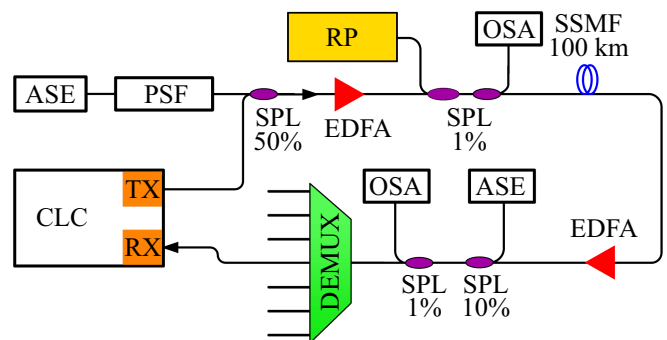 RP
OSA
SSMF
100 km
ASE
PSF
SPL
50%
EDFA
SPL
1%
CLC
TX
RX
DEMUX
OSA
ASE
SPL
1%
SPL
10%
EDFA